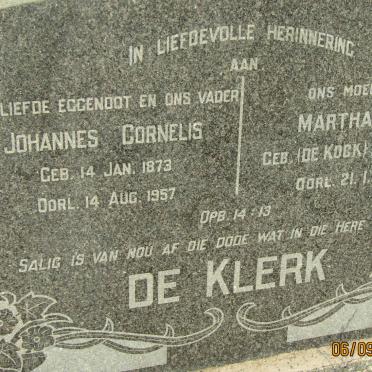 IN LIEFDEVOLLE HERINNERING
AAN
LIEFDE EGGENOOT EN ONS VADER
JOHANNES CORNELIS
GEB. 14 JAN. 1873
OORL. 14 AUG. 1957
ONS MOE
MARTHA
GEB. (DE KOCK)
OORL. 21.1.
OPB. 14:13
SALIG IS VAN NOU AF DIE DODE WAT IN DIE HERE
DE KLERK
06/09